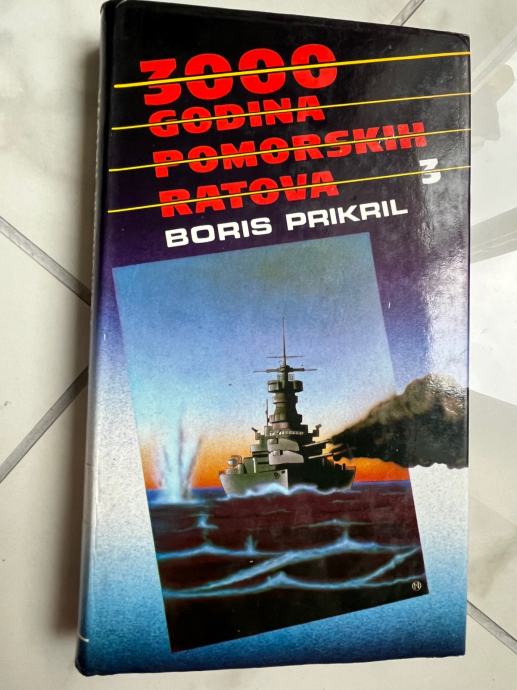 3000
GODINA
POMORSKIH
RATOVA
3
BORIS PRIKRIL